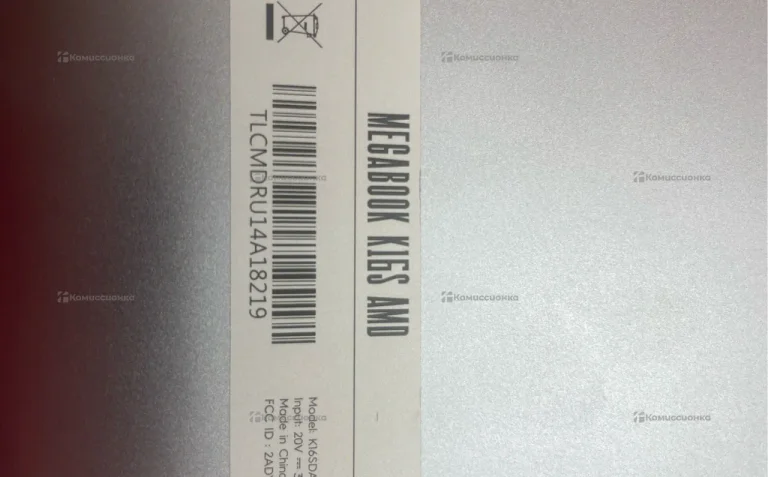 MEGABOOK K16S AMD
TLCMDRU14A18219
Model: K16SDA
Input: 20V ⎓ 3
Made in China
FCC ID : 2AD
Комиссионка
Комиссионка
Комиссионка
Комиссионка
Комиссионка
Комиссионка